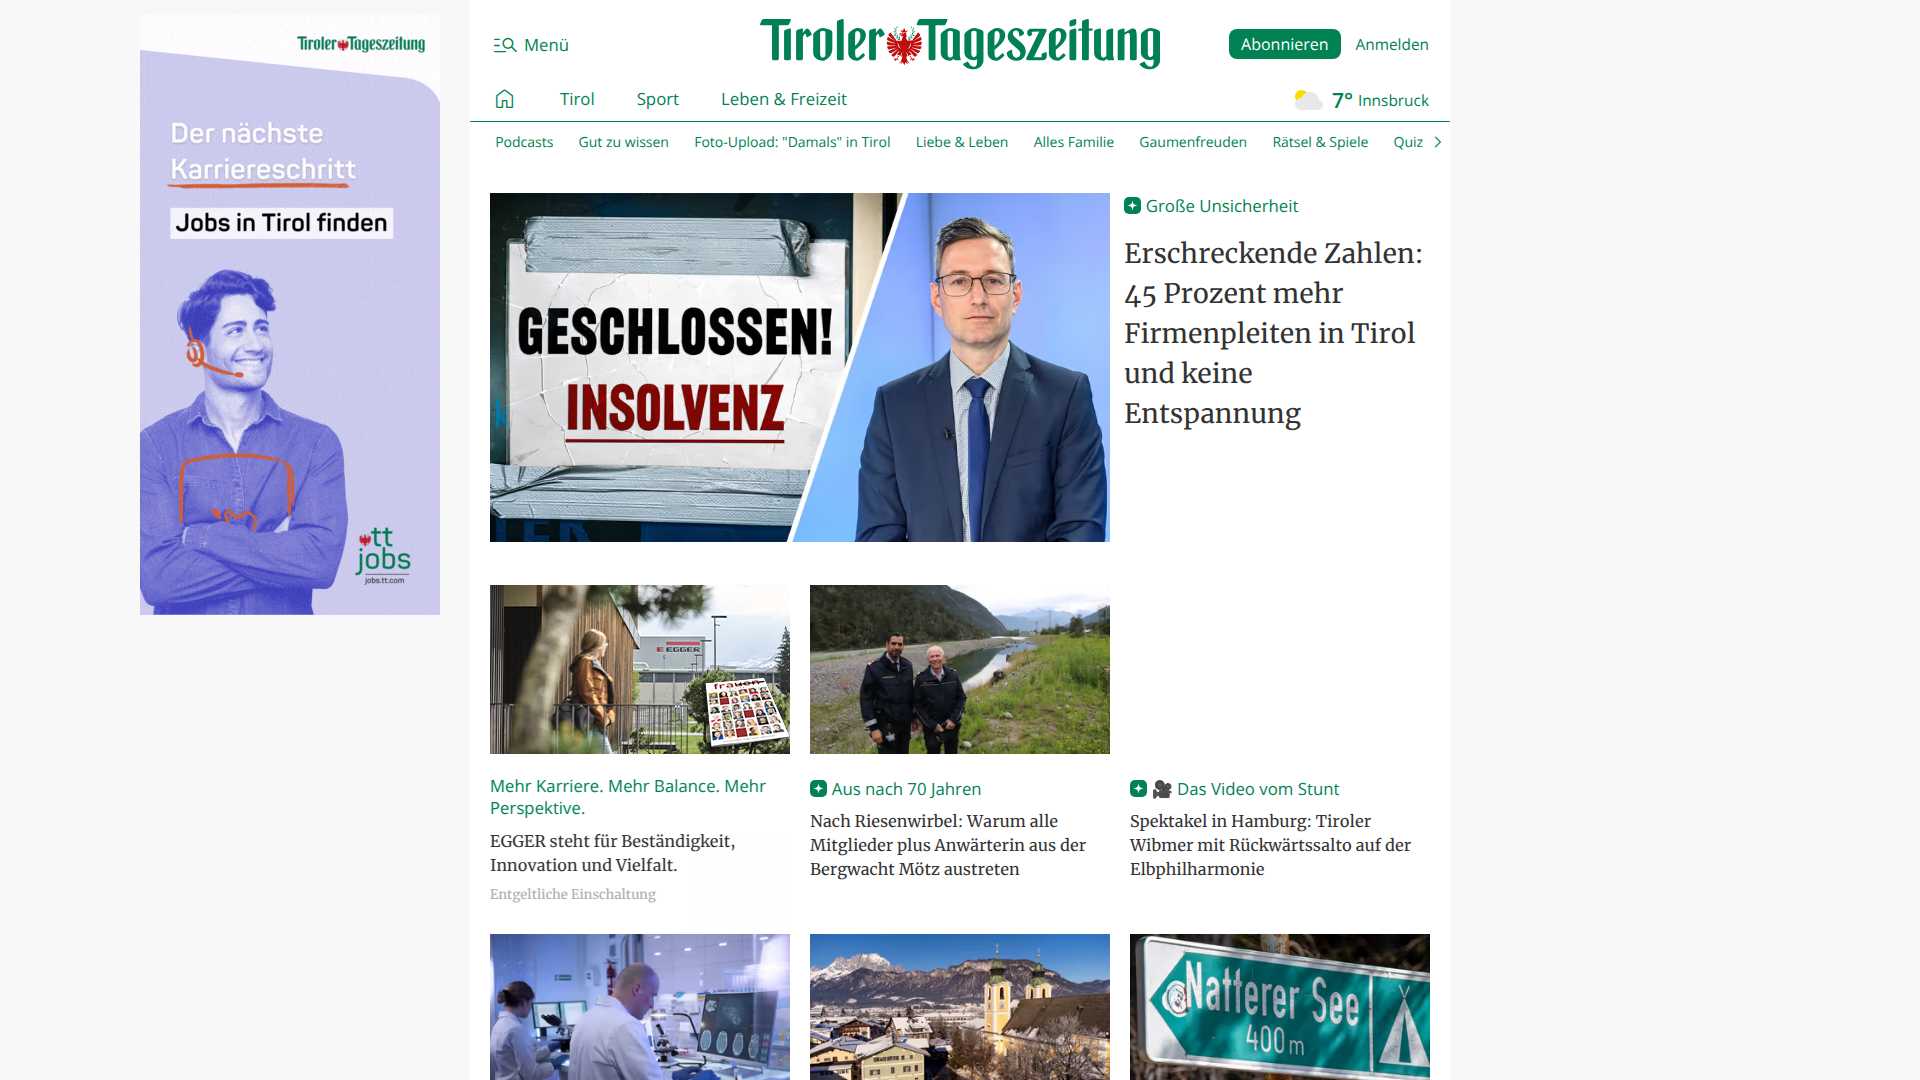 Tiroler Tageszeitung
Der nächste
Karriereschritt
Jobs in Tirol finden
tt
jobs
jobs.tt.com
Menü
Tiroler Tageszeitung
Abonnieren
Anmelden
Tirol
Sport
Leben & Freizeit
7° Innsbruck
Podcasts
Gut zu wissen
Foto-Upload: "Damals" in Tirol
Liebe & Leben
Alles Familie
Gaumenfreuden
Rätsel & Spiele
Quiz
GESCHLOSSEN!
INSOLVENZ
Große Unsicherheit
Erschreckende Zahlen:
45 Prozent mehr
Firmenpleiten in Tirol
und keine
Entspannung
EGGER
frauen
Mehr Karriere. Mehr Balance. Mehr
Perspektive.
EGGER steht für Beständigkeit,
Innovation und Vielfalt.
Entgeltliche Einschaltung
Aus nach 70 Jahren
Nach Riesenwirbel: Warum alle
Mitglieder plus Anwärterin aus der
Bergwacht Mötz austreten
Das Video vom Stunt
Spektakel in Hamburg: Tiroler
Wibmer mit Rückwärtssalto auf der
Elbphilharmonie
Natterer See
400 m